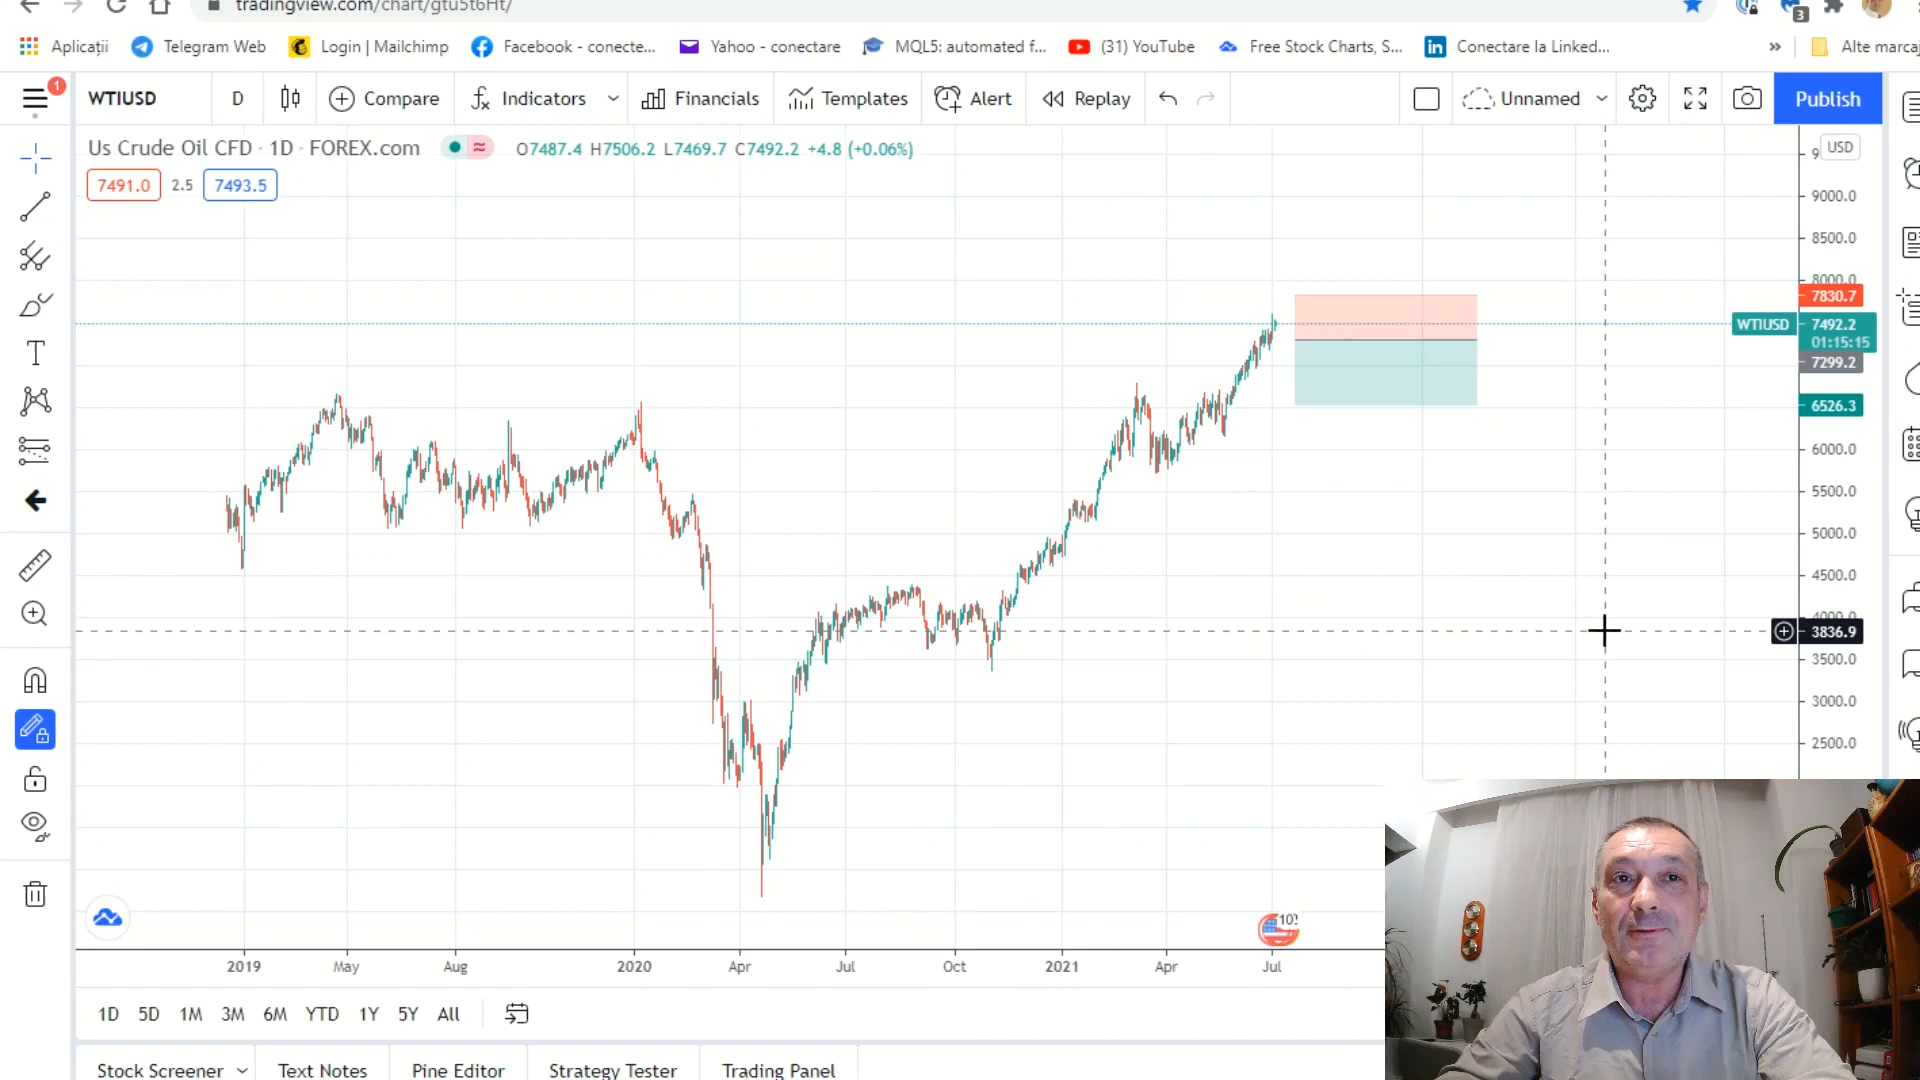 tradingview.com/chart/gtu5t6Ht/
3
Aplicații
Telegram Web
Login | Mailchimp
Facebook - conecte...
Yahoo - conectare
MQL5: automated f...
(31) YouTube
Free Stock Charts, S...
Conectare la Linked...
»
Alte marcaj
1
WTIUSD
D
Compare
Indicators
Financials
Templates
Alert
Replay
Unnamed
Publish
Us Crude Oil CFD · 1D · FOREX.com
O7487.4 H7506.2 L7469.7 C7492.2 +4.8 (+0.06%)
7491.0
2.5
7493.5
USD
9000.0
8500.0
8000.0
7830.7
WTIUSD
7492.2
01:15:15
7299.2
6526.3
6000.0
5500.0
5000.0
4500.0
4000.0
3836.9
3500.0
3000.0
2500.0
2019
May
Aug
2020
Apr
Jul
Oct
2021
Apr
Jul
1D
5D
1M
3M
6M
YTD
1Y
5Y
All
Stock Screener
Text Notes
Pine Editor
Strategy Tester
Trading Panel